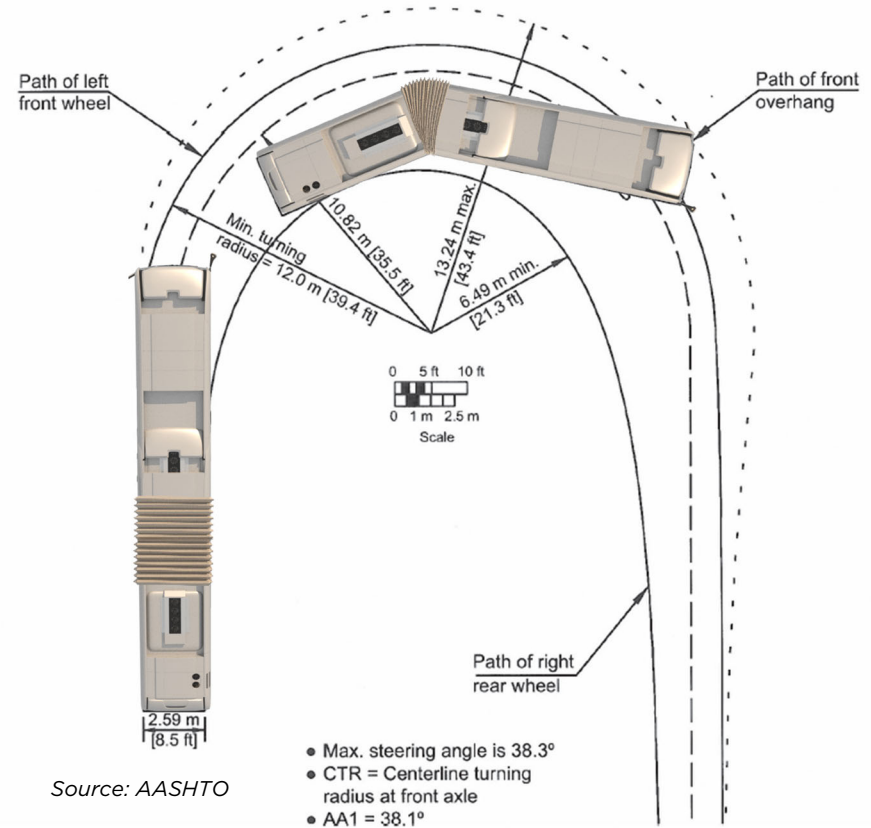 Path of left
front wheel
Path of front
overhang
Min. turning
radius = 12.0 m [39.4 ft]
10.82 m [35.5 ft]
13.24 m max.
[43.4 ft]
6.49 m min.
[21.3 ft]
0 5 ft 10 ft
0 1 m 2.5 m
Scale
Path of right
rear wheel
2.59 m
[8.5 ft]
Source: AASHTO
• Max. steering angle is 38.3º
• CTR = Centerline turning
radius at front axle
• AA1 = 38.1º